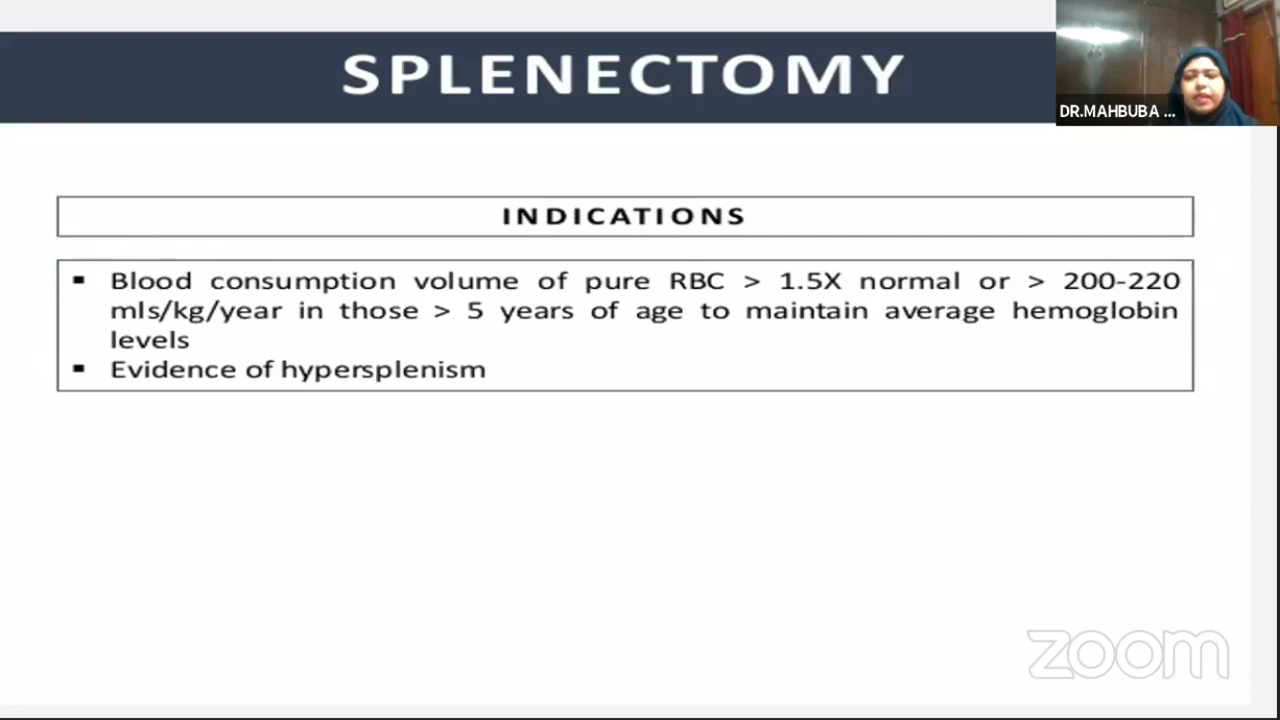 SPLENECTOMY
DR.MAHBUBA ...
INDICATIONS
▪ Blood consumption volume of pure RBC > 1.5X normal or > 200-220
mls/kg/year in those > 5 years of age to maintain average hemoglobin
levels
▪ Evidence of hypersplenism
zoom